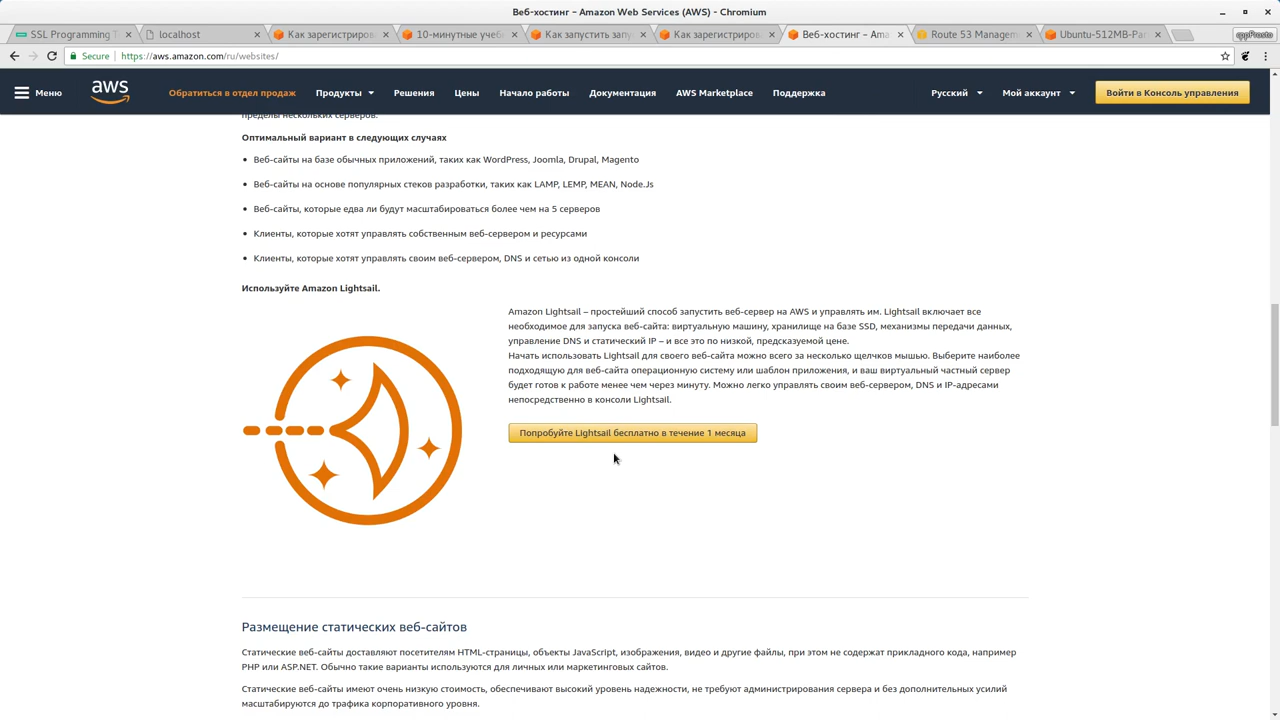 Веб-хостинг – Amazon Web Services (AWS) - Chromium
SSL Programming T
localhost
Как зарегистриров
10-минутные учеб
Как запустить запу
Как зарегистриров
Веб-хостинг – Ama
Route 53 Managem
Ubuntu-512MB-Par
Secure
https://aws.amazon.com/ru/websites/
Меню
aws
Обратиться в отдел продаж
Продукты
Решения
Цены
Начало работы
Документация
AWS Marketplace
Поддержка
Русский
Мой аккаунт
Войти в Консоль управления
пределы нескольких серверов.
Оптимальный вариант в следующих случаях
Веб-сайты на базе обычных приложений, таких как WordPress, Joomla, Drupal, Magento
Веб-сайты на основе популярных стеков разработки, таких как LAMP, LEMP, MEAN, Node.Js
Веб-сайты, которые едва ли будут масштабироваться более чем на 5 серверов
Клиенты, которые хотят управлять собственным веб-сервером и ресурсами
Клиенты, которые хотят управлять своим веб-сервером, DNS и сетью из одной консоли
Используйте Amazon Lightsail.
Amazon Lightsail – простейший способ запустить веб-сервер на AWS и управлять им. Lightsail включает все
необходимое для запуска веб-сайта: виртуальную машину, хранилище на базе SSD, механизмы передачи данных,
управление DNS и статический IP – и все это по низкой, предсказуемой цене.
Начать использовать Lightsail для своего веб-сайта можно всего за несколько щелчков мышью. Выберите наиболее
подходящую для веб-сайта операционную систему или шаблон приложения, и ваш виртуальный частный сервер
будет готов к работе менее чем через минуту. Можно легко управлять своим веб-сервером, DNS и IP-адресами
непосредственно в консоли Lightsail.
Попробуйте Lightsail бесплатно в течение 1 месяца
Размещение статических веб-сайтов
Статические веб-сайты доставляют посетителям HTML-страницы, объекты JavaScript, изображения, видео и другие файлы, при этом не содержат прикладного кода, например
PHP или ASP.NET. Обычно такие варианты используются для личных или маркетинговых сайтов.
Статические веб-сайты имеют очень низкую стоимость, обеспечивают высокий уровень надежности, не требуют администрирования сервера и без дополнительных усилий
масштабируются до трафика корпоративного уровня.